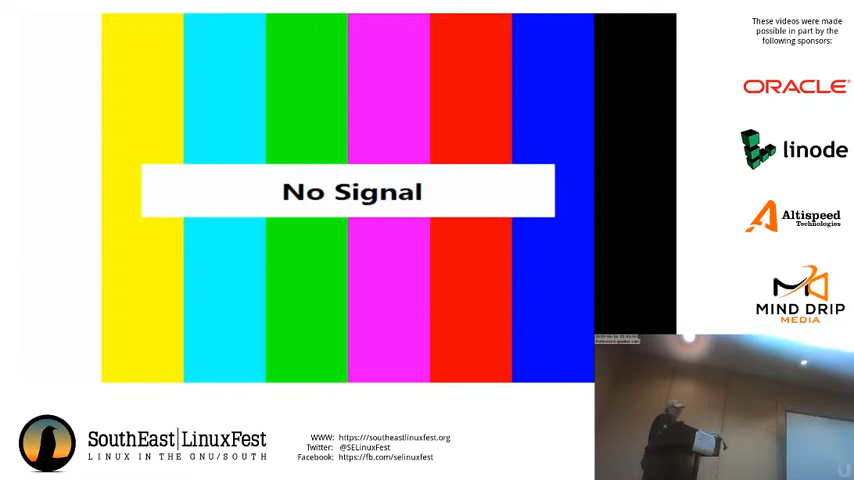 These videos were made
possible in part by the
following sponsors:
ORACLE
linode
Altispeed
Technologies
MIND DRIP
MEDIA
No Signal
SouthEast|LinuxFest
LINUX IN THE GNU/SOUTH
WWW: https:///southeastlinuxfest.org
Twitter: @SELinuxFest
Facebook: https://fb.com/selinuxfest